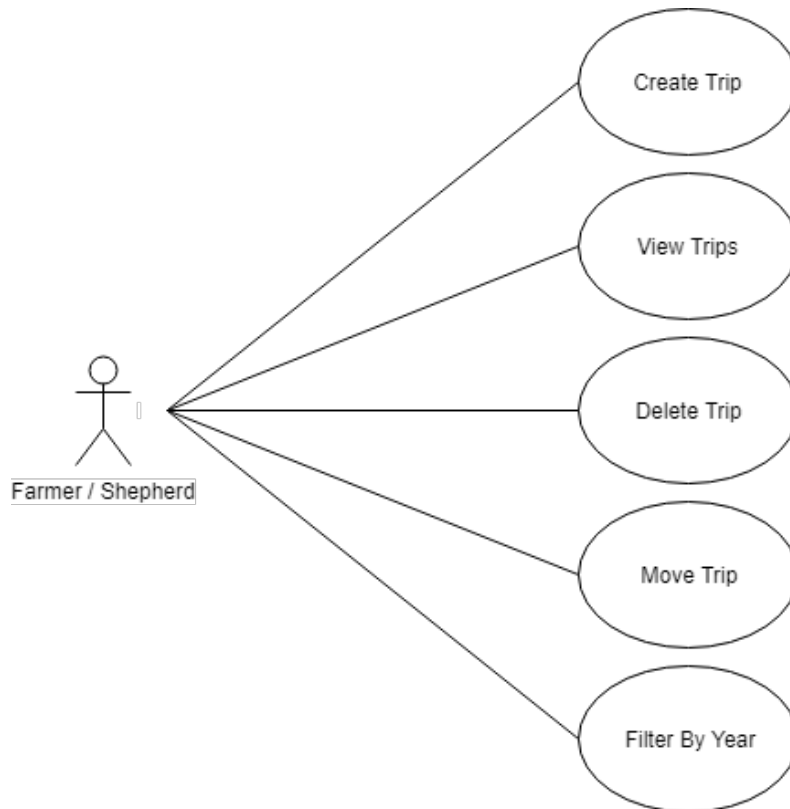 Create Trip
View Trips
Delete Trip
Farmer / Shepherd
Move Trip
Filter By Year